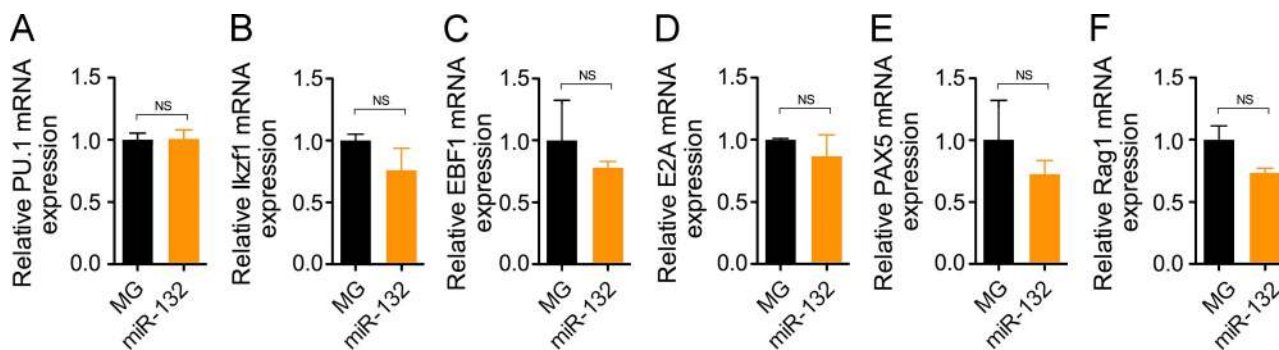 A
Relative PU.1 mRNA
expression
1.5
1.0
0.5
0.0
NS
MG
miR-132
B
Relative Ikzf1 mRNA
expression
1.5
1.0
0.5
0.0
NS
MG
miR-132
C
Relative EBF1 mRNA
expression
1.5
1.0
0.5
0.0
NS
MG
miR-132
D
Relative E2A mRNA
expression
1.5
1.0
0.5
0.0
NS
MG
miR-132
E
Relative PAX5 mRNA
expression
1.5
1.0
0.5
0.0
NS
MG
miR-132
F
Relative Rag1 mRNA
expression
1.5
1.0
0.5
0.0
NS
MG
miR-132